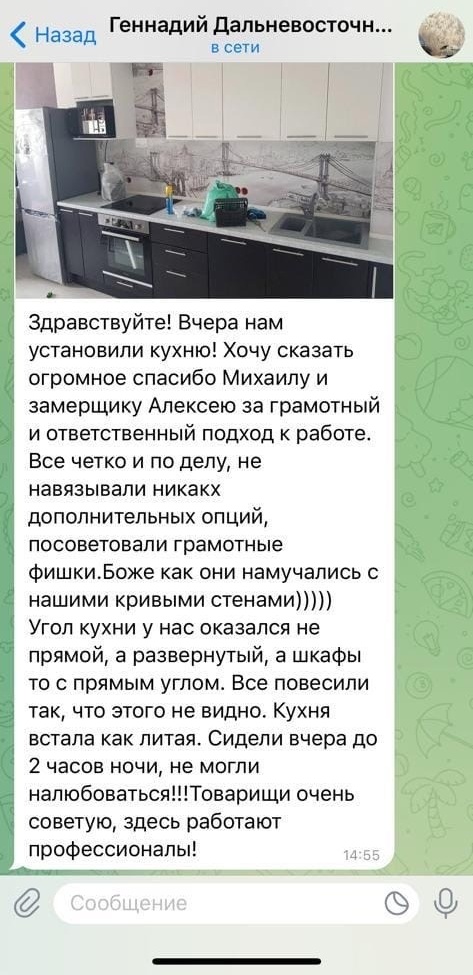 Назад
Геннадий Дальневосточн...
в сети
Здравствуйте! Вчера нам
установили кухню! Хочу сказать
огромное спасибо Михаилу и
замерщику Алексею за грамотный
и ответственный подход к работе.
Все четко и по делу, не
навязывали никакх
дополнительных опций,
посоветовали грамотные
фишки.Боже как они намучались с
нашими кривыми стенами)))))
Угол кухни у нас оказался не
прямой, а развернутый, а шкафы
то с прямым углом. Все повесили
так, что этого не видно. Кухня
встала как литая. Сидели вчера до
2 часов ночи, не могли
налюбоваться!!!Товарищи очень
советую, здесь работают
профессионалы!
14:55
Сообщение